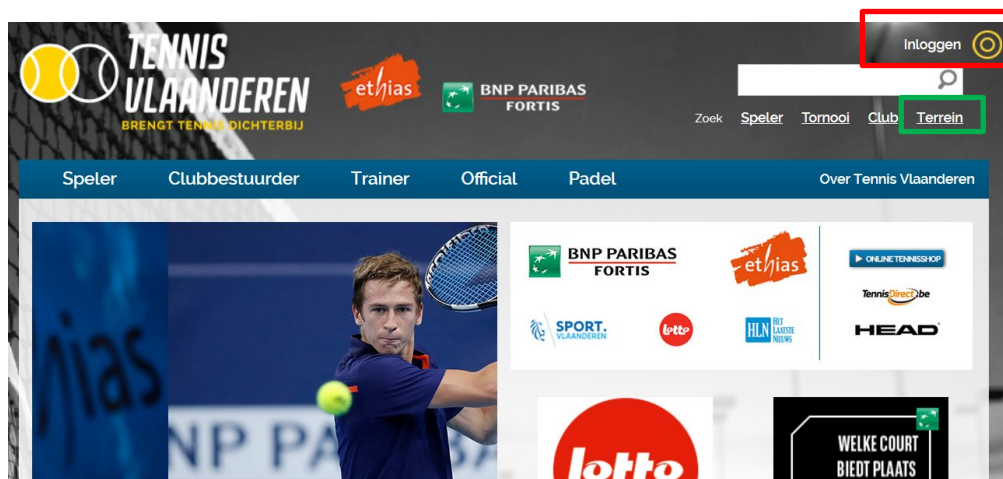 TENNIS
VLAANDEREN
BRENGT TENNIS DICHTERBIJ
ethias
BNP PARIBAS
FORTIS
Inloggen
Zoek Speler Tornooi Club Terrein
Speler Clubbestuurder Trainer Official Padel Over Tennis Vlaanderen
hias
NP PA
BNP PARIBAS
FORTIS
ethias
ONLINE TENNISSHOP
TennisDirect.be
SPORT.
VLAANDEREN
lotto
HLN HET
LAATSTE
NIEUWS
HEAD
lotto
WELKE COURT
BIEDT PLAATS